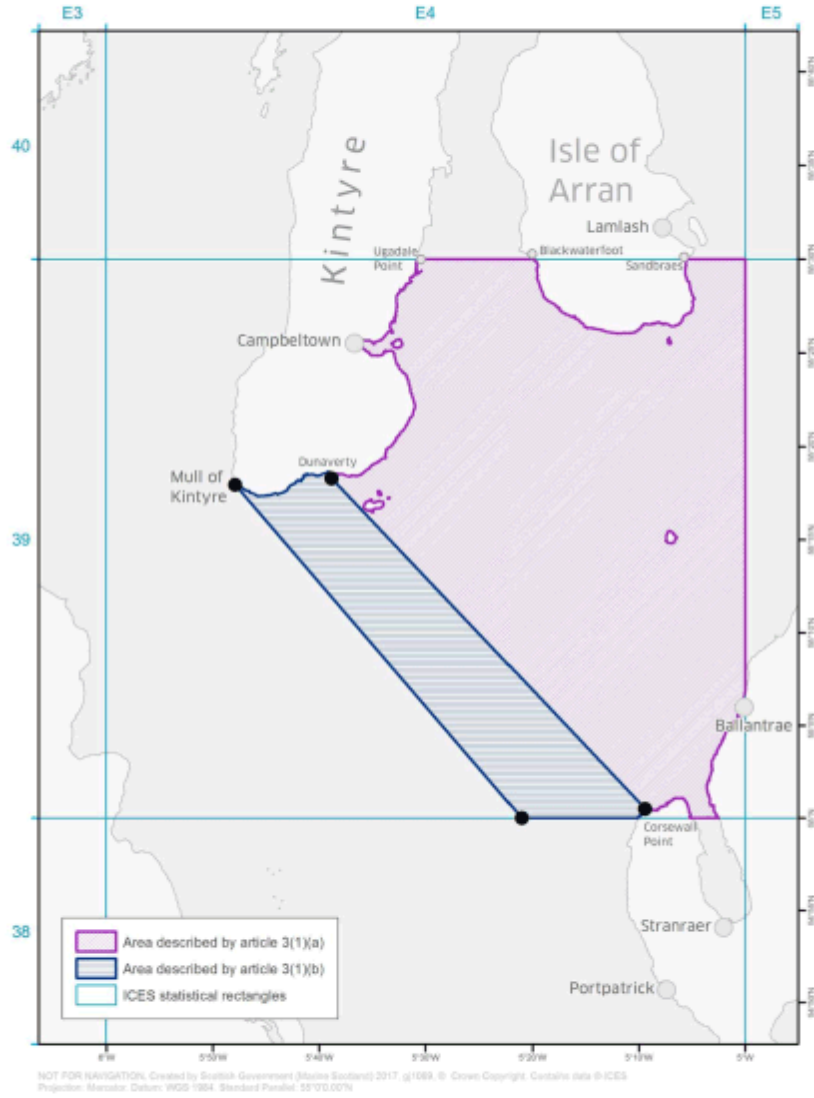 E3
E4
E5
40
Isle of
Arran
Kintyre
Lamlash
Ugadale
Point
Blackwaterfoot
Sandbraes
Campbeltown
Dunaverty
Mull of
Kintyre
39
Ballantrae
Corsewall
Point
Stranraer
38
Portpatrick
Area described by article 3(1)(a)
Area described by article 3(1)(b)
ICES statistical rectangles
6°W
5°50'W
5°40'W
5°30'W
5°20'W
5°10'W
5°W
NOT FOR NAVIGATION. Created by Scottish Government (Marine Scotland) 2017. gj1089. © Crown Copyright. Contains data © ICES
Projection: Mercator. Datum: WGS 1984. Standard Parallel: 55°0'0.00"N